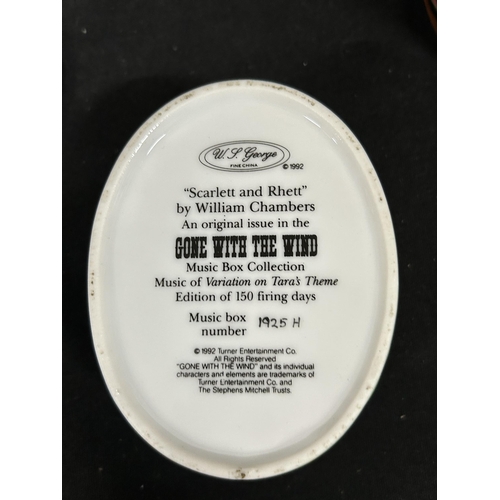 W. S. George
FINE CHINA
© 1992
“Scarlett and Rhett”
by William Chambers
An original issue in the
GONE WITH THE WIND
Music Box Collection
Music of Variation on Tara's Theme
Edition of 150 firing days
Music box
number 1925 H
© 1992 Turner Entertainment Co.
All Rights Reserved
"GONE WITH THE WIND" and its individual
characters and elements are trademarks of
Turner Entertainment Co. and
The Stephens Mitchell Trusts.